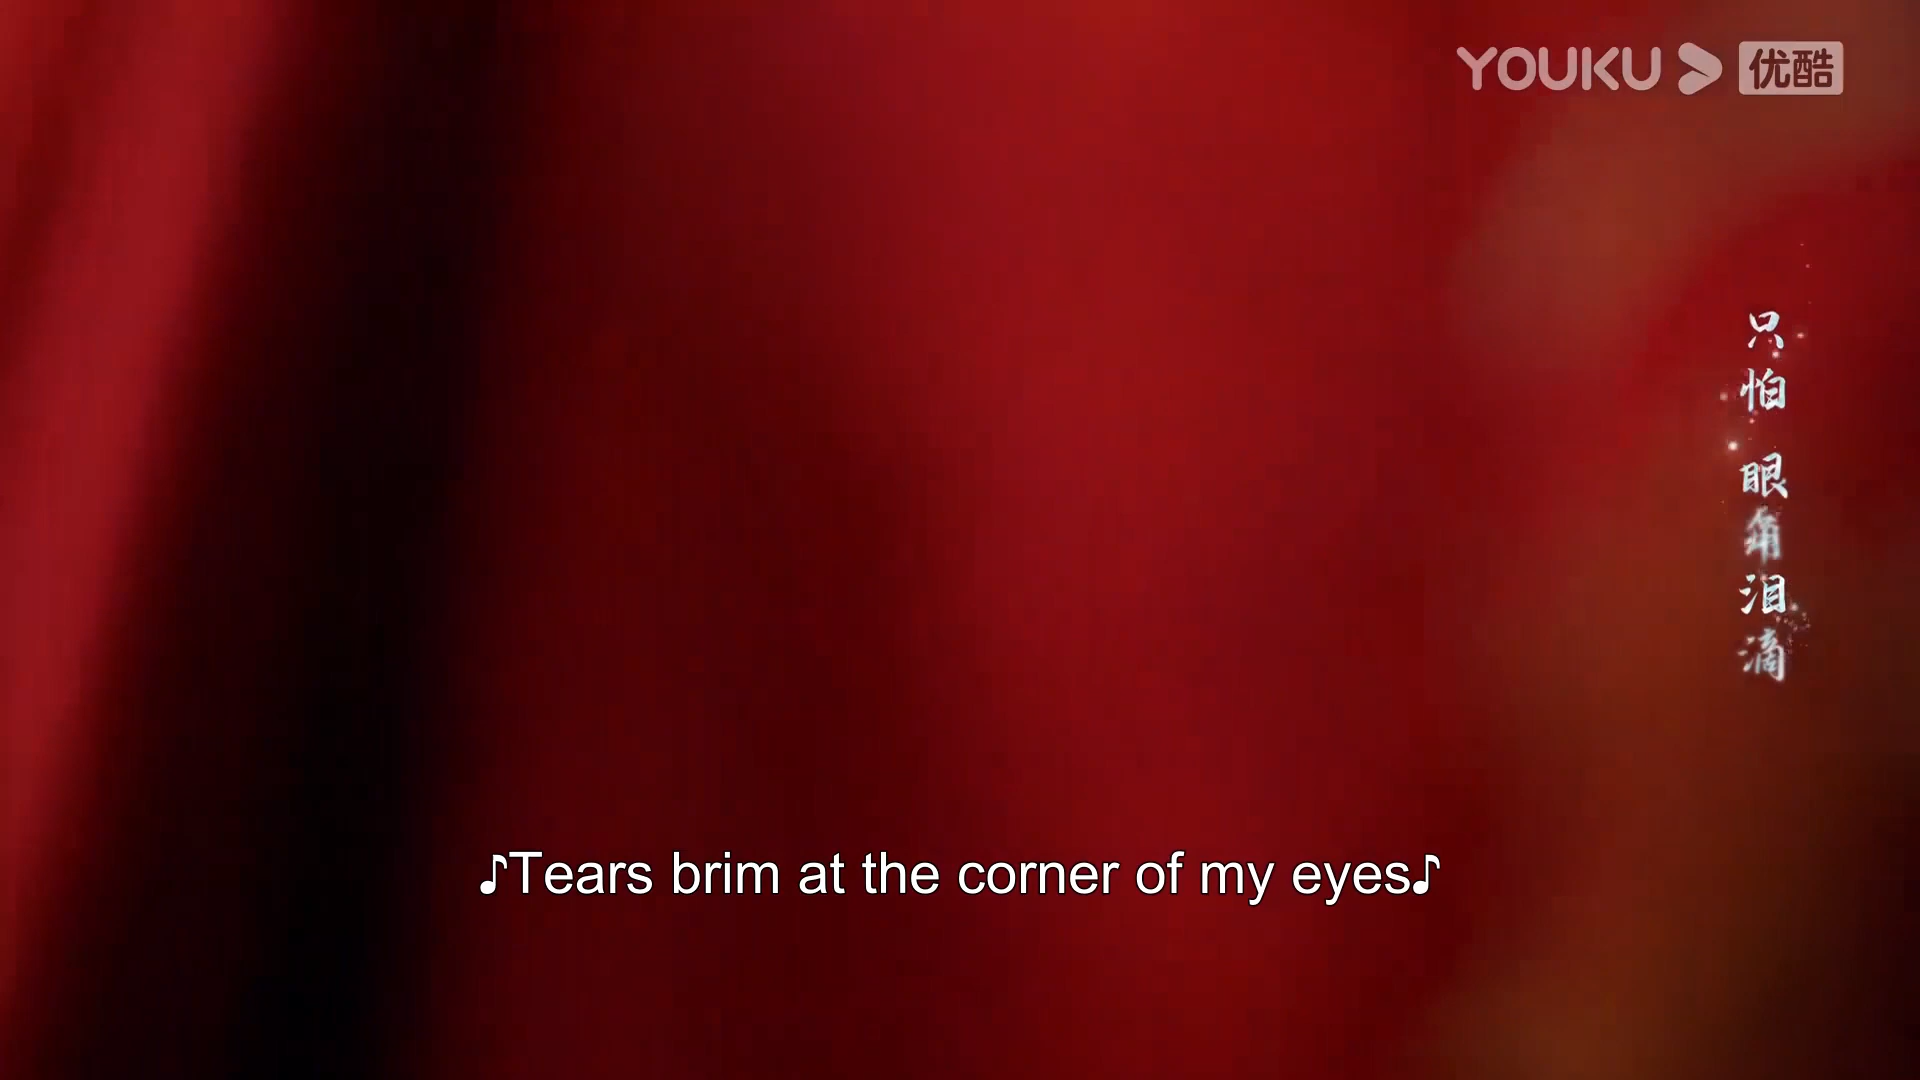 YOUKU 优酷
只怕 眼角泪滴
♪Tears brim at the corner of my eyes♪